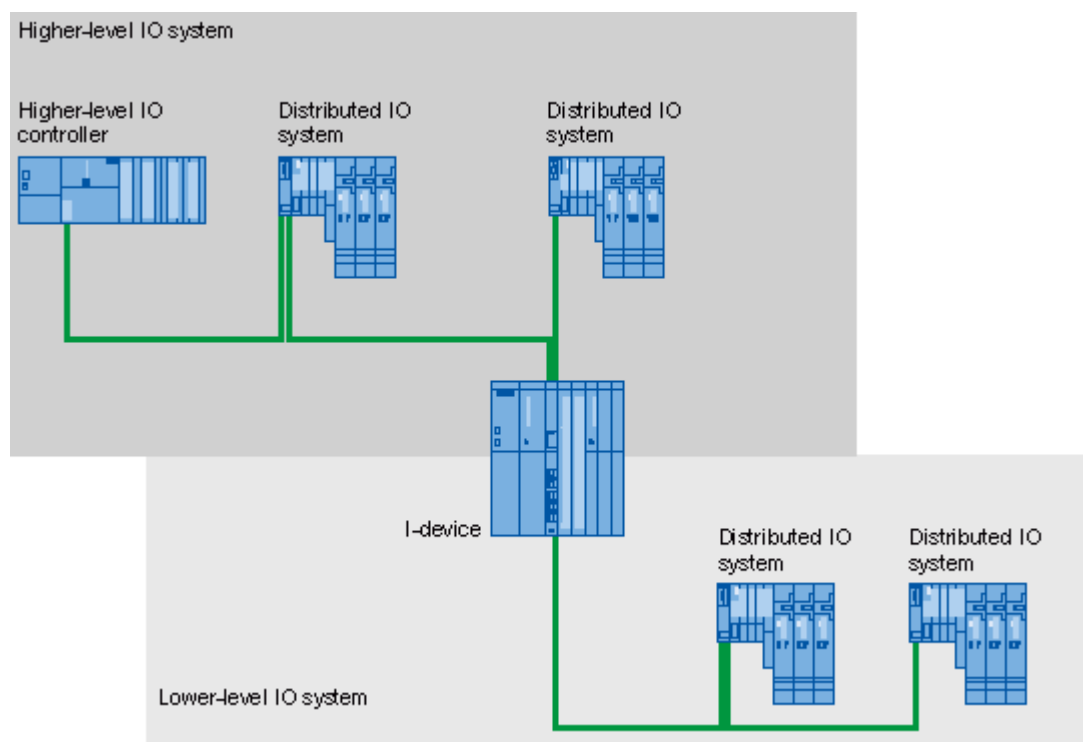 Higher-level IO system
Higher-level IO
controller
Distributed IO
system
Distributed IO
system
I-device
Distributed IO
system
Distributed IO
system
Lower-level IO system